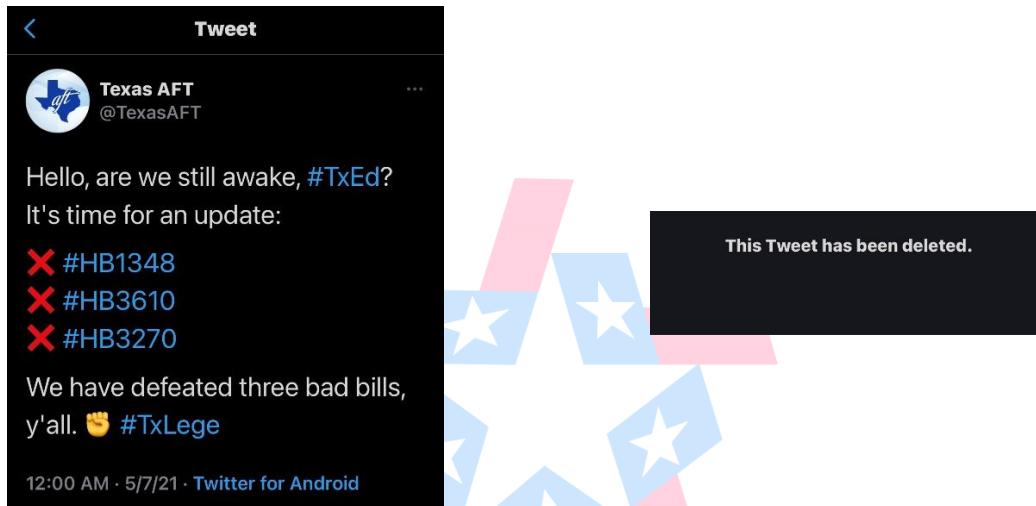 Tweet
Texas AFT
@TexasAFT
aft
Hello, are we still awake, #TxEd?
It's time for an update:
❌ #HB1348
❌ #HB3610
❌ #HB3270
We have defeated three bad bills,
y'all. ✊ #TxLege
12:00 AM · 5/7/21 · Twitter for Android
This Tweet has been deleted.